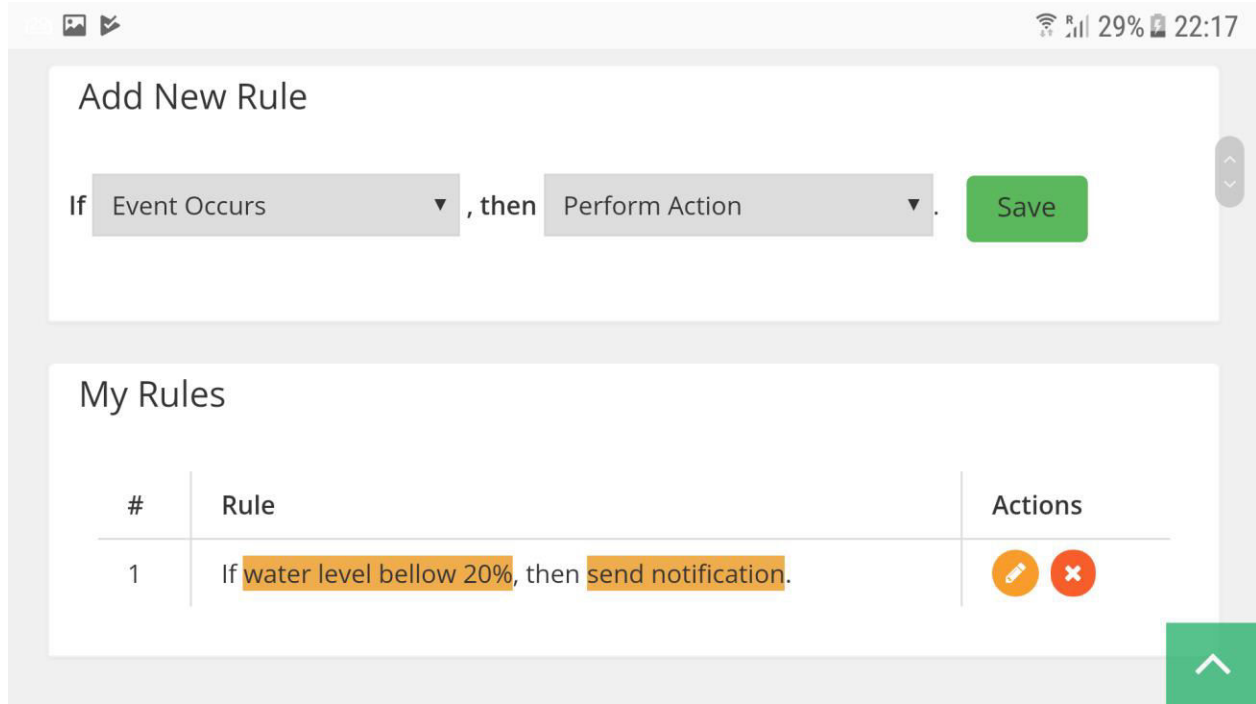 R 29% 22:17
Add New Rule
If Event Occurs , then Perform Action . Save
My Rules
# Rule Actions
1 If water level bellow 20%, then send notification.